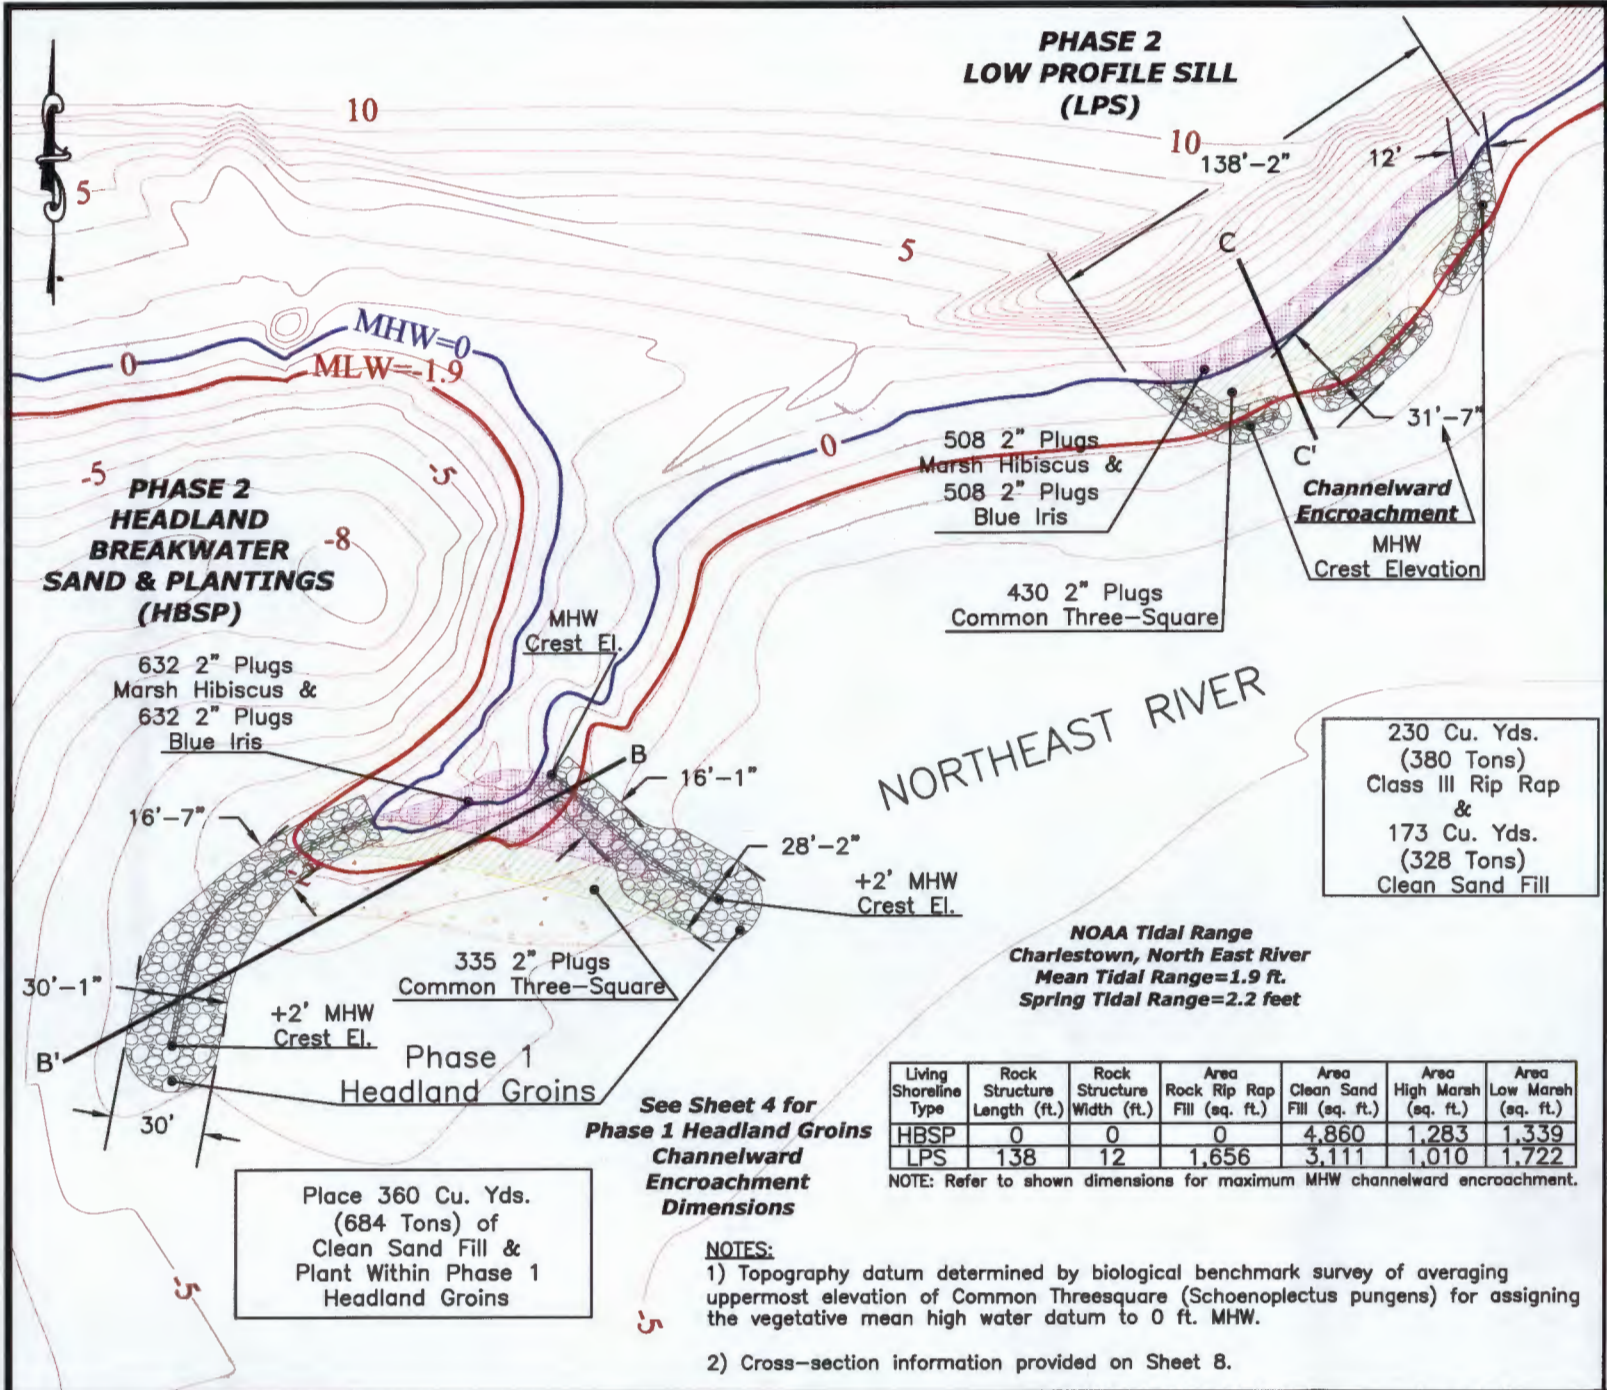 PHASE 2
LOW PROFILE SILL
(LPS)
10
10
138'-2"
12'
5
5
C
MHW=0
0
MLW=-1.9
0
-5
-5
-8
PHASE 2
HEADLAND
BREAKWATER
SAND & PLANTINGS
(HBSP)
508 2" Plugs
Marsh Hibiscus &
508 2" Plugs
Blue Iris
31'-7"
C'
Channelward
Encroachment
MHW
Crest Elevation
430 2" Plugs
Common Three-Square
MHW
Crest El.
632 2" Plugs
Marsh Hibiscus &
632 2" Plugs
Blue Iris
NORTHEAST RIVER
B
16'-1"
16'-7"
28'-2"
-2
+2' MHW
Crest El.
230 Cu. Yds.
(380 Tons)
Class III Rip Rap
&
173 Cu. Yds.
(328 Tons)
Clean Sand Fill
335 2" Plugs
Common Three-Square
NOAA Tidal Range
Charlestown, North East River
Mean Tidal Range=1.9 ft.
Spring Tidal Range=2.2 feet
30'-1"
+2' MHW
Crest El.
B'
Phase 1
Headland Groins
30'
See Sheet 4 for
Phase 1 Headland Groins
Channelward
Encroachment
Dimensions
Living Shoreline Type | Rock Structure Length (ft.) | Rock Structure Width (ft.) | Area Rock Rip Rap Fill (sq. ft.) | Area Clean Sand Fill (sq. ft.) | Area High Marsh (sq. ft.) | Area Low Marsh (sq. ft.)
HBSP | 0 | 0 | 0 | 4,860 | 1,283 | 1,339
LPS | 138 | 12 | 1,656 | 3,111 | 1,010 | 1,722
NOTE: Refer to shown dimensions for maximum MHW channelward encroachment.
Place 360 Cu. Yds.
(684 Tons) of
Clean Sand Fill &
Plant Within Phase 1
Headland Groins
-5
-5
NOTES:
1) Topography datum determined by biological benchmark survey of averaging
uppermost elevation of Common Threesquare (Schoenoplectus pungens) for assigning
the vegetative mean high water datum to 0 ft. MHW.
2) Cross-section information provided on Sheet 8.